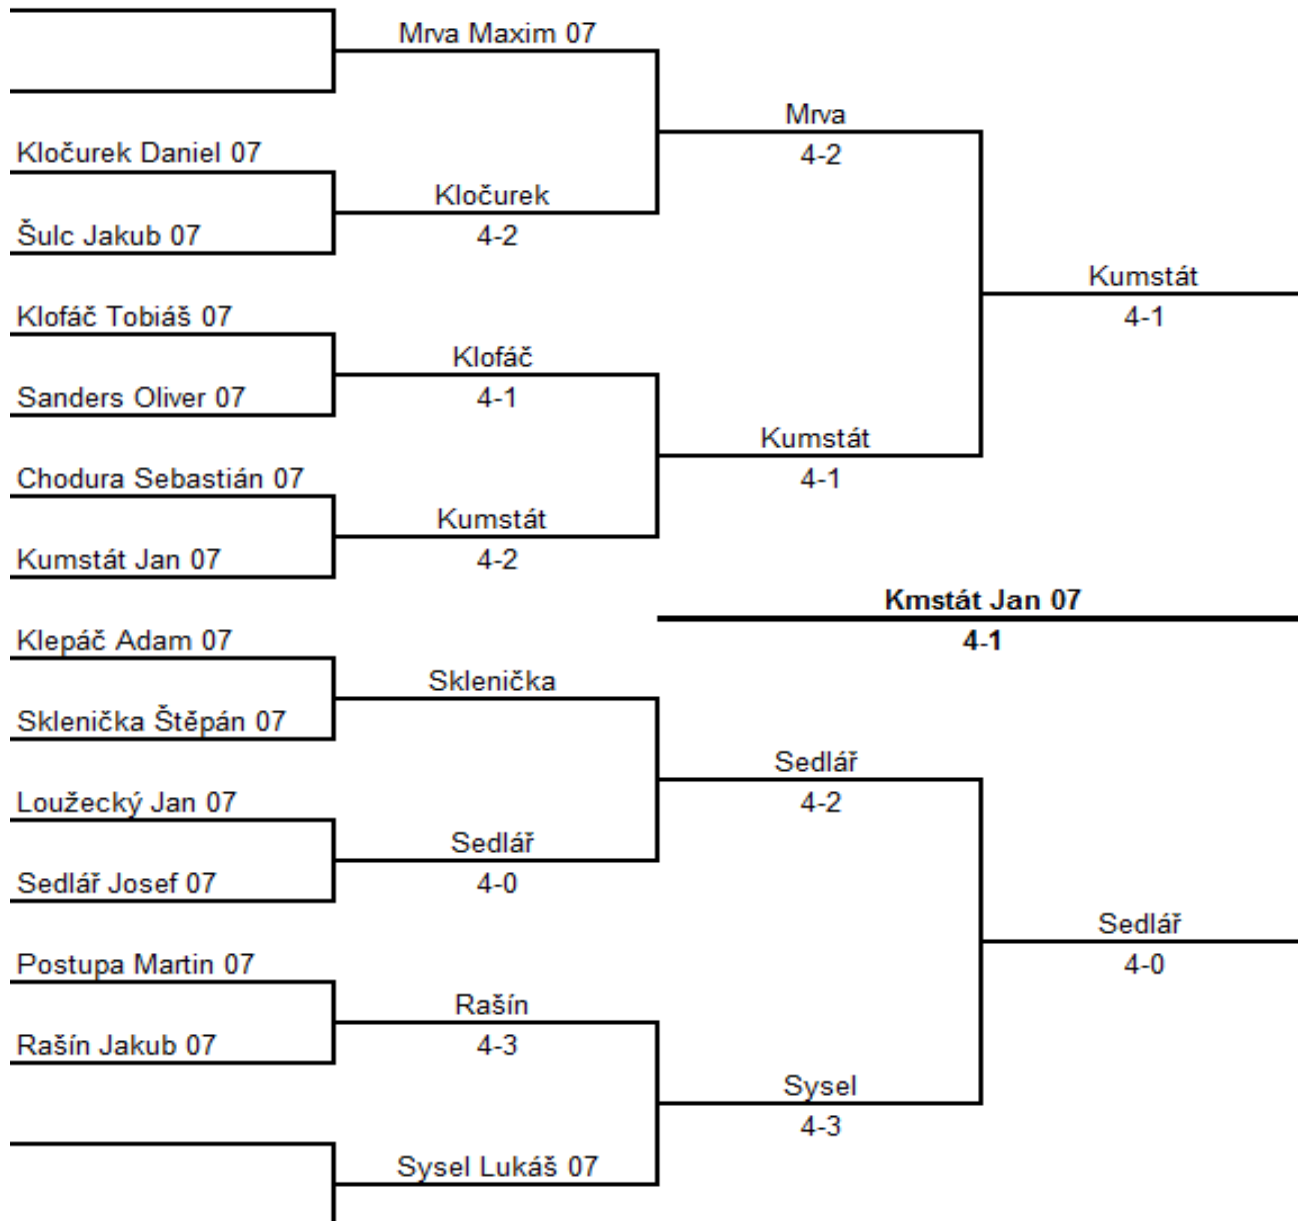 Mrva Maxim 07
Mrva
4-2
Kločurek Daniel 07
Kločurek
4-2
Šulc Jakub 07
Kumstát
4-1
Klofáč Tobiáš 07
Klofáč
4-1
Sanders Oliver 07
Kumstát
4-1
Chodura Sebastián 07
Kumstát
4-2
Kumstát Jan 07
Kmstát Jan 07
4-1
Klepáč Adam 07
Sklenička
Sklenička Štěpán 07
Sedlář
4-2
Loužecký Jan 07
Sedlář
4-0
Sedlář Josef 07
Sedlář
4-0
Postupa Martin 07
Rašín
4-3
Rašín Jakub 07
Sysel
4-3
Sysel Lukáš 07